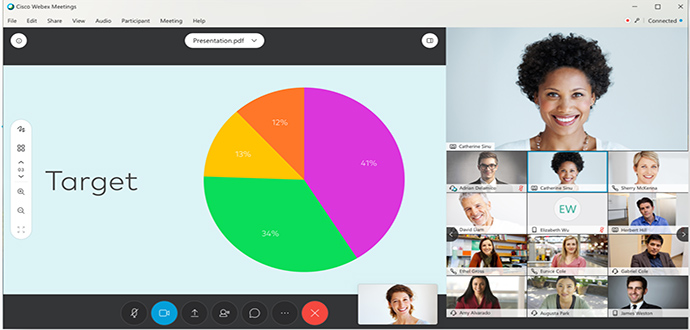 Cisco Webex Meetings
File Edit Share View Audio Participant Meeting Help
Connected
Presentation.pdf
Target
12%
13%
41%
34%
Catherine Sinu
Catherine Sinu
Sherry McKenna
EW
David Liam
Elizabeth Wu
Herbert Hill
Ethel Gross
Eunice Cole
Gabriel Cole
Amy Alvarado
Augusta Park
James Weston